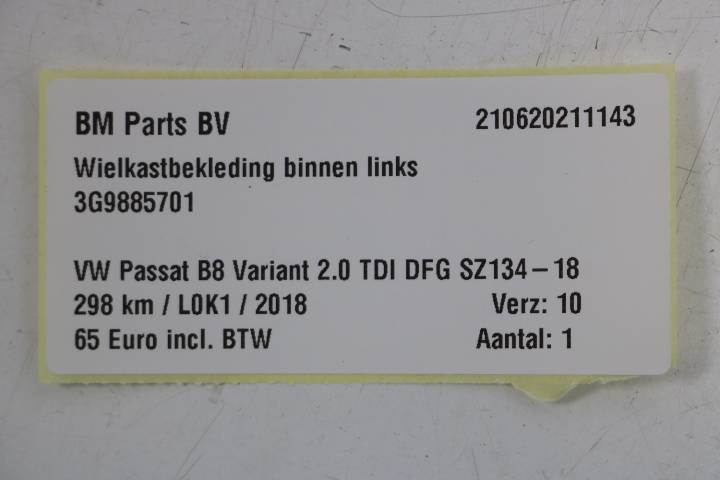 BM Parts BV 210620211143
Wielkastbekleding binnen links
3G9885701
VW Passat B8 Variant 2.0 TDI DFG SZ134-18
298 km / L0K1 / 2018 Verz: 10
65 Euro incl. BTW Aantal: 1